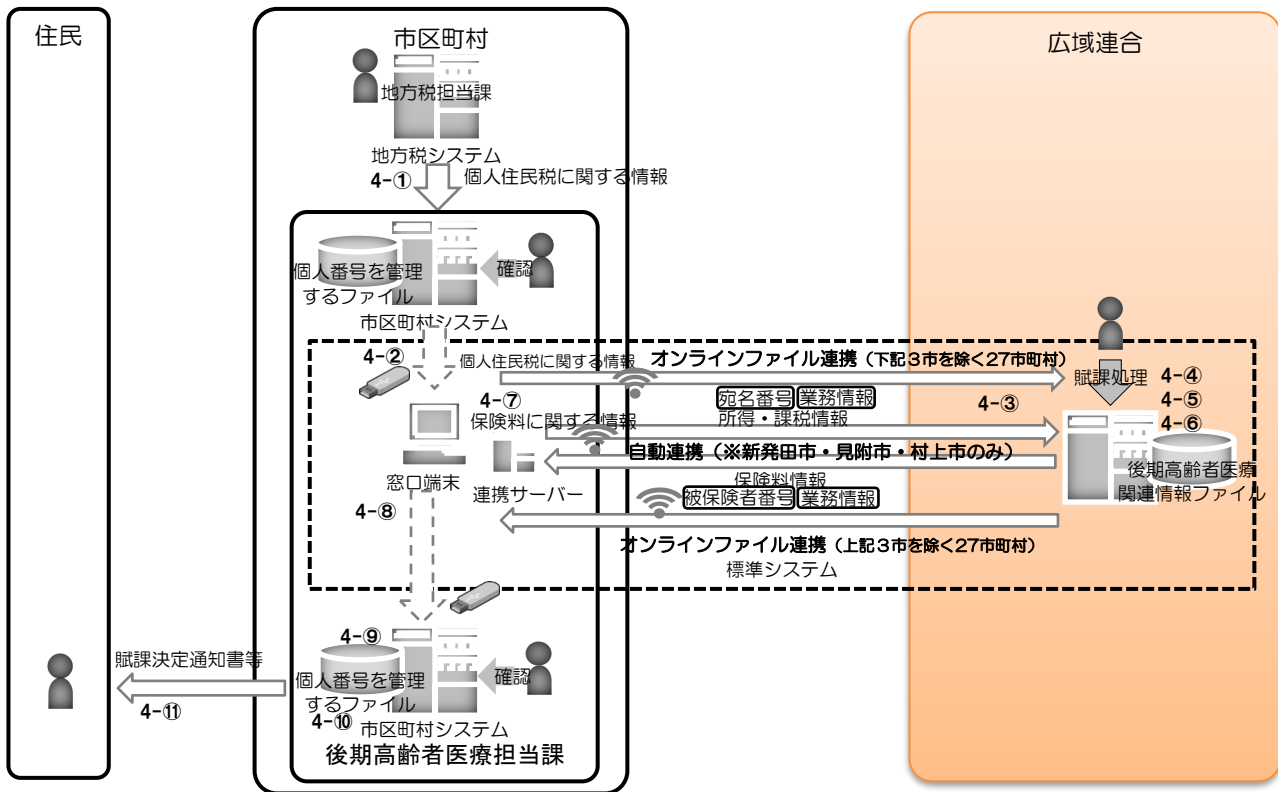 住民
市区町村
広域連合
地方税担当課
地方税システム
4-①
個人住民税に関する情報
個人番号を管理
するファイル
確認
市区町村システム
4-②
個人住民税に関する情報
オンラインファイル連携（下記３市を除く27市町村）
宛名番号 業務情報
所得・課税情報
4-③
賦課処理
4-④
4-⑤
4-⑥
4-⑦
保険料に関する情報
自動連携（※新発田市・見附市・村上市のみ）
保険料情報
被保険者番号 業務情報
後期高齢者医療
関連情報ファイル
窓口端末
連携サーバー
4-⑧
オンラインファイル連携（上記３市を除く27市町村）
標準システム
4-⑨
個人番号を管理
するファイル
確認
4-⑩
市区町村システム
後期高齢者医療担当課
賦課決定通知書等
4-⑪